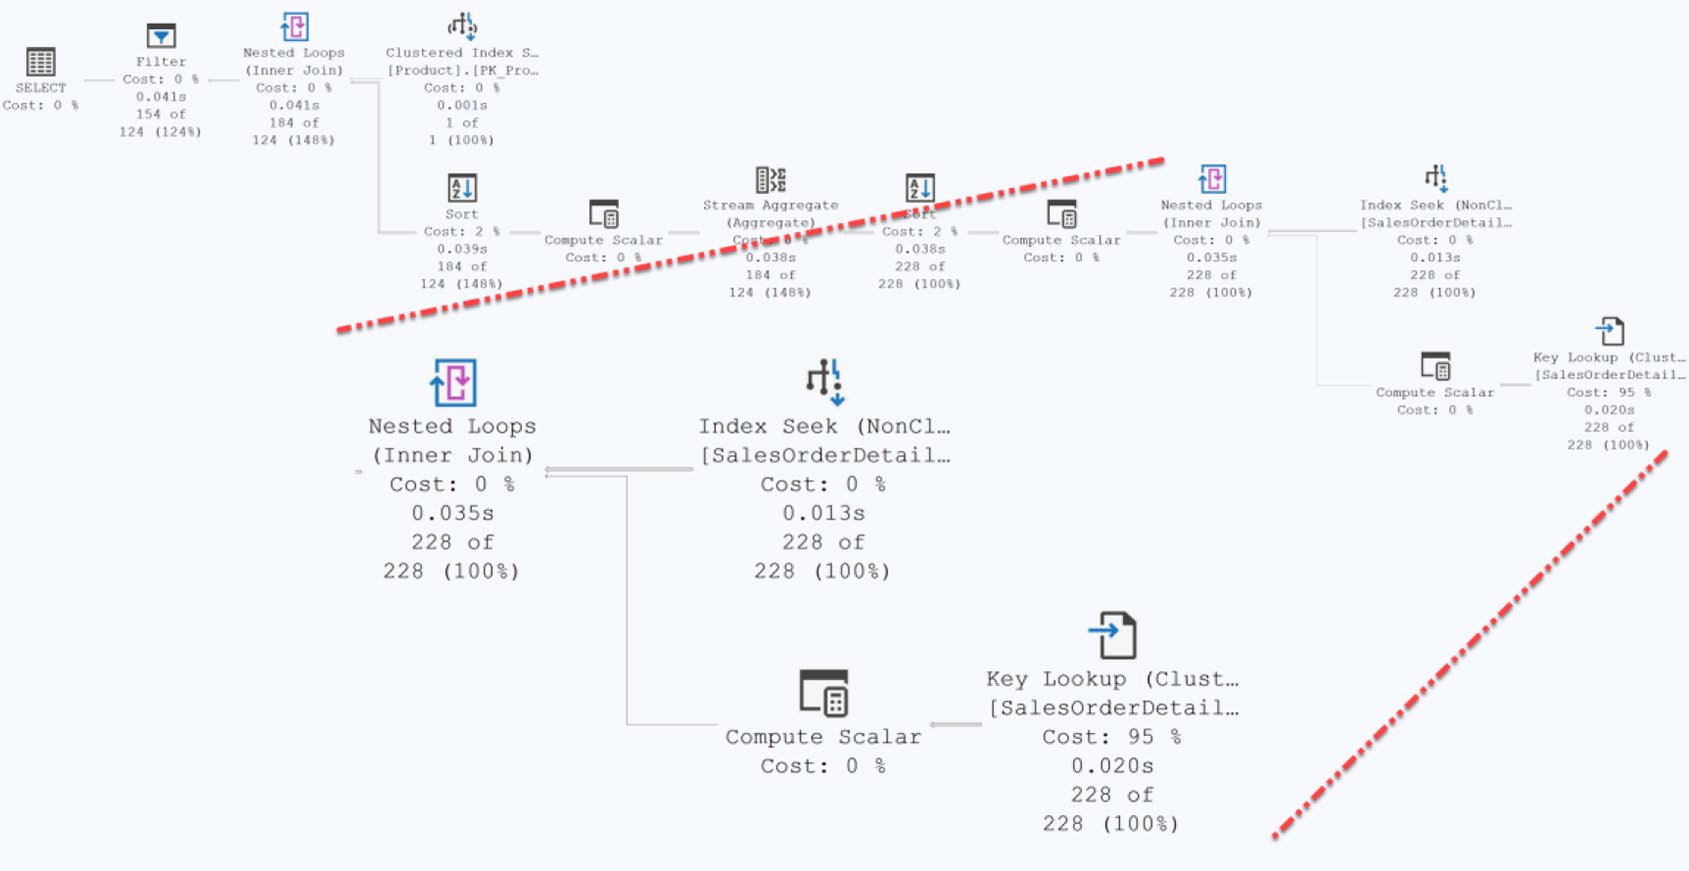 SELECT
Cost: 0 %
Filter
Cost: 0 %
0.041s
154 of
124 (124%)
Nested Loops
(Inner Join)
Cost: 0 %
0.041s
184 of
124 (148%)
Clustered Index S…
[Product].[PK_Pro…
Cost: 0 %
0.001s
1 of
1 (100%)
Sort
Cost: 2 %
0.039s
184 of
124 (148%)
Compute Scalar
Cost: 0 %
Stream Aggregate
(Aggregate)
Cost: 0 %
0.038s
184 of
124 (148%)
Sort
Cost: 2 %
0.038s
228 of
228 (100%)
Compute Scalar
Cost: 0 %
Nested Loops
(Inner Join)
Cost: 0 %
0.035s
228 of
228 (100%)
Index Seek (NonCl…
[SalesOrderDetail…
Cost: 0 %
0.013s
228 of
228 (100%)
Compute Scalar
Cost: 0 %
Key Lookup (Clust…
[SalesOrderDetail…
Cost: 95 %
0.020s
228 of
228 (100%)
Nested Loops
(Inner Join)
Cost: 0 %
0.035s
228 of
228 (100%)
Index Seek (NonCl…
[SalesOrderDetail…
Cost: 0 %
0.013s
228 of
228 (100%)
Compute Scalar
Cost: 0 %
Key Lookup (Clust…
[SalesOrderDetail…
Cost: 95 %
0.020s
228 of
228 (100%)